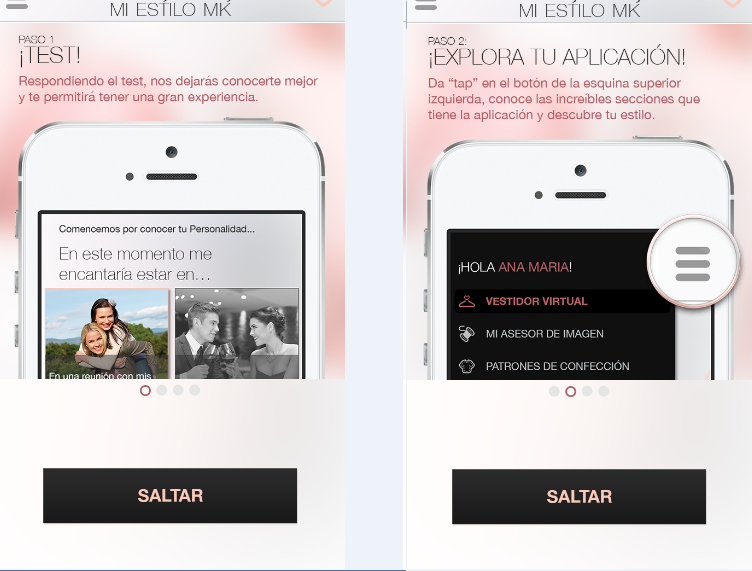 MI ESTILO MK
PASO 1
¡TEST!
Respondiendo el test, nos dejarás conocerte mejor
y te permitirá tener una gran experiencia.
Comencemos por conocer tu Personalidad...
En este momento me
encantaría estar en...
En una reunión con mis
SALTAR
MI ESTILO MK
PASO 2:
¡EXPLORA TU APLICACIÓN!
Da “tap” en el botón de la esquina superior
izquierda, conoce las increíbles secciones que
tiene la aplicación y descubre tu estilo.
¡HOLA ANA MARIA!
VESTIDOR VIRTUAL
MI ASESOR DE IMAGEN
PATRONES DE CONFECCIÓN
SALTAR